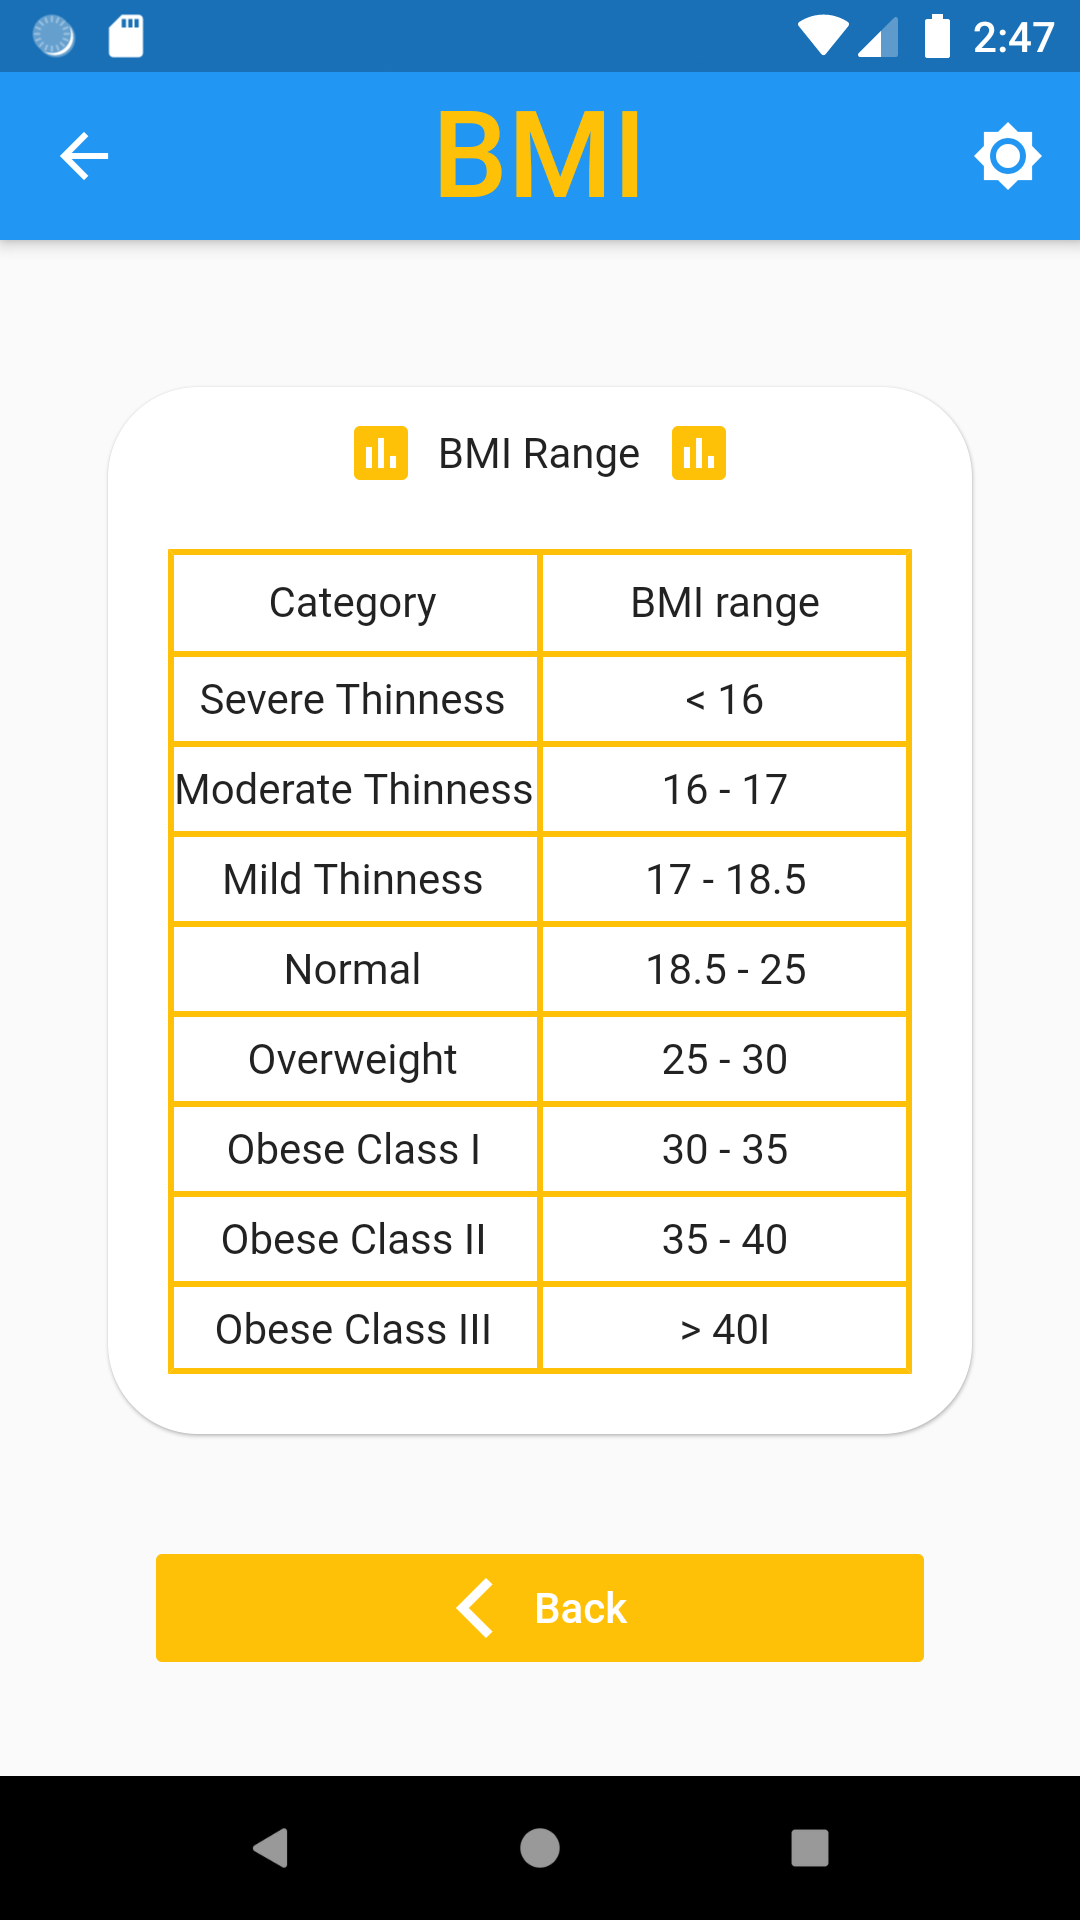 2:47
BMI
BMI Range
Category BMI range
Severe Thinness < 16
Moderate Thinness 16 - 17
Mild Thinness 17 - 18.5
Normal 18.5 - 25
Overweight 25 - 30
Obese Class I 30 - 35
Obese Class II 35 - 40
Obese Class III > 40I
Back